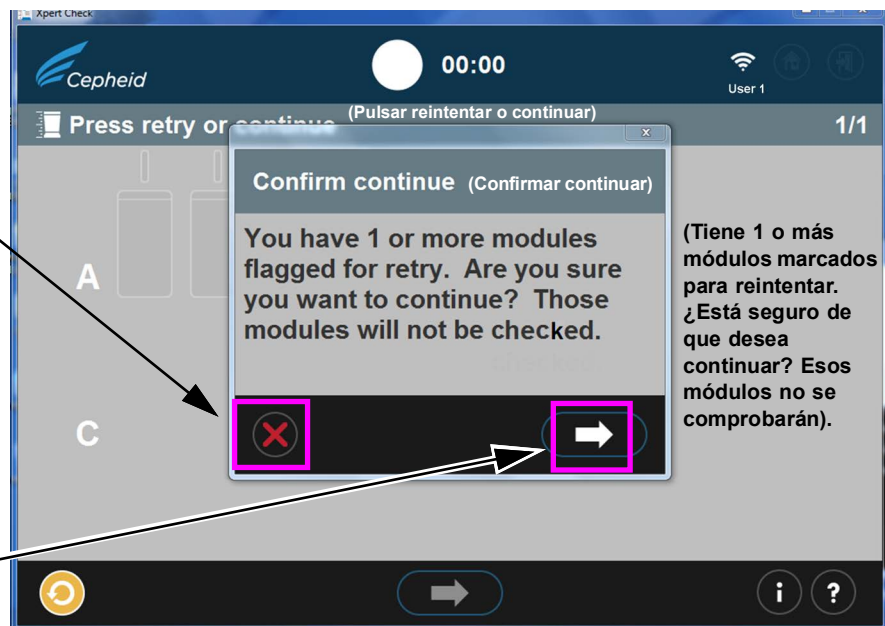 Xpert Check
Cepheid
00:00
User 1
Press retry or continue
(Pulsar reintentar o continuar)
1/1
x
Confirm continue (Confirmar continuar)
You have 1 or more modules
flagged for retry. Are you sure
you want to continue? Those
modules will not be checked.
(Tiene 1 o más
módulos marcados
para reintentar.
¿Está seguro de
que desea
continuar? Esos
módulos no se
comprobarán).
A
C
i
?